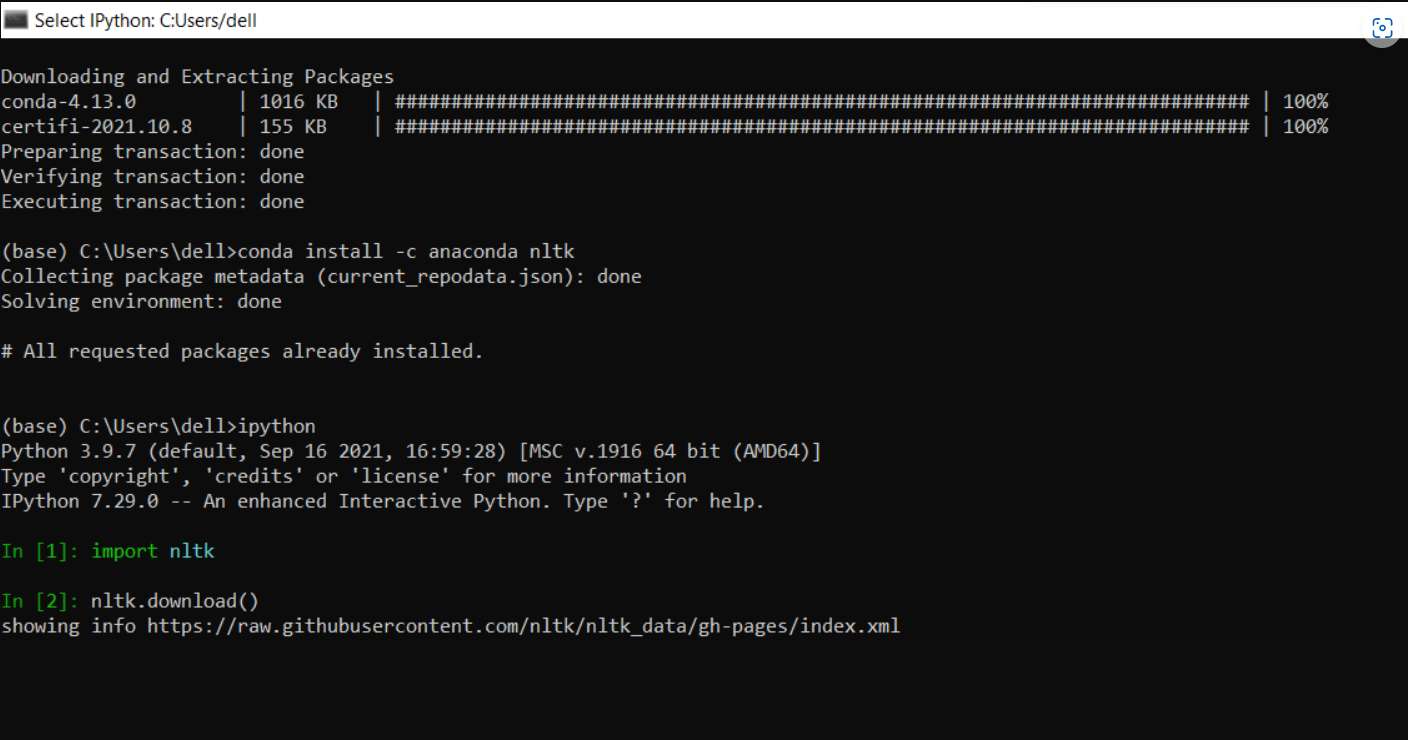 Select IPython: C:Users/dell
Downloading and Extracting Packages
conda-4.13.0 | 1016 KB | ############################################################################ | 100%
certifi-2021.10.8 | 155 KB | ############################################################################ | 100%
Preparing transaction: done
Verifying transaction: done
Executing transaction: done
(base) C:\Users\dell>conda install -c anaconda nltk
Collecting package metadata (current_repodata.json): done
Solving environment: done
# All requested packages already installed.
(base) C:\Users\dell>ipython
Python 3.9.7 (default, Sep 16 2021, 16:59:28) [MSC v.1916 64 bit (AMD64)]
Type 'copyright', 'credits' or 'license' for more information
IPython 7.29.0 -- An enhanced Interactive Python. Type '?' for help.
In [1]: import nltk
In [2]: nltk.download()
showing info https://raw.githubusercontent.com/nltk/nltk_data/gh-pages/index.xml